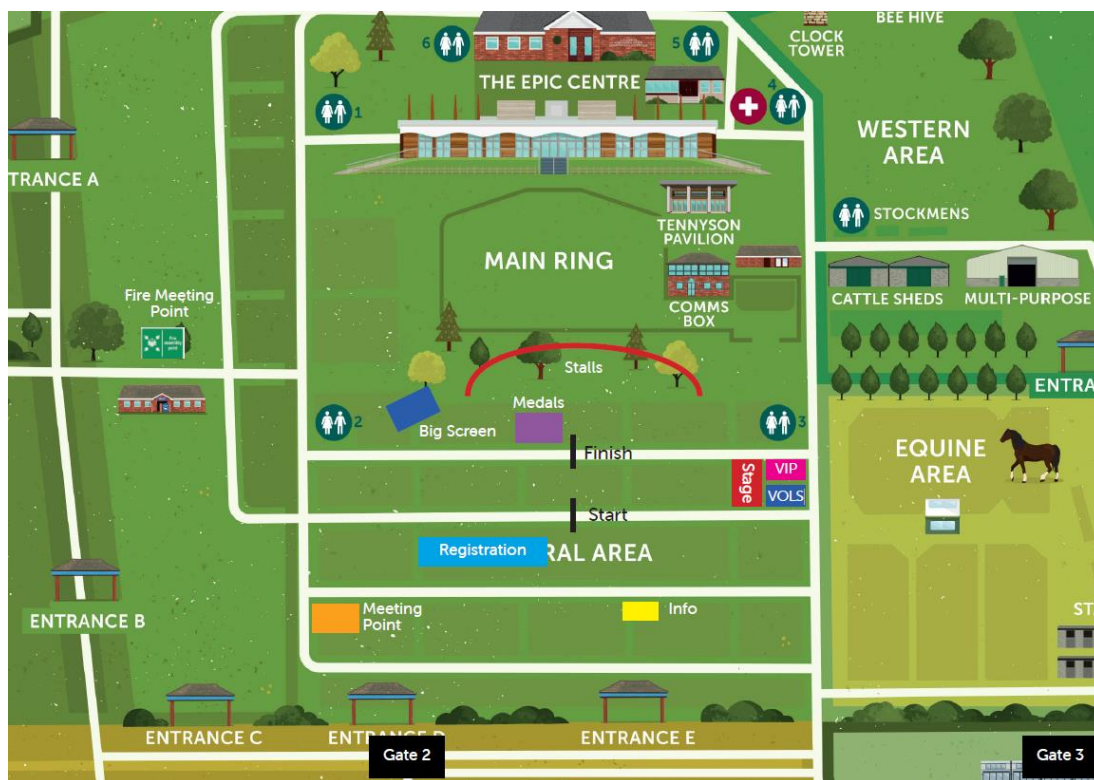 BEE HIVE
CLOCK
TOWER
6
5
THE EPIC CENTRE
4
1
WESTERN
AREA
TRANCE A
STOCKMENS
TENNYSON
PAVILION
MAIN RING
COMMS
BOX
CATTLE SHEDS
MULTI-PURPOSE
Fire Meeting
Point
Stalls
ENTRA
Medals
2
Big Screen
3
Finish
EQUINE
AREA
Stage
VIP
VOLS
Start
Registration
RAL AREA
ENTRANCE B
Meeting
Point
Info
STA
ENTRANCE C
ENTRANCE E
Gate 2
Gate 3